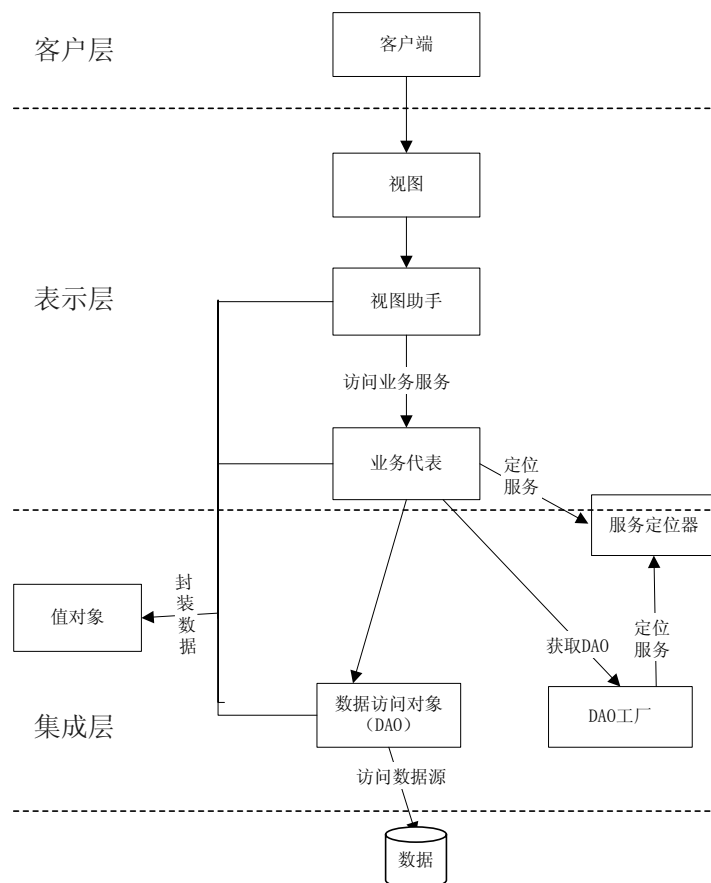 客户层
客户端
视图
表示层
视图助手
访问业务服务
业务代表
定位
服务
服务定位器
值对象
封
装
数
据
定位
服务
获取DAO
集成层
数据访问对象
（DAO）
DAO工厂
访问数据源
数据